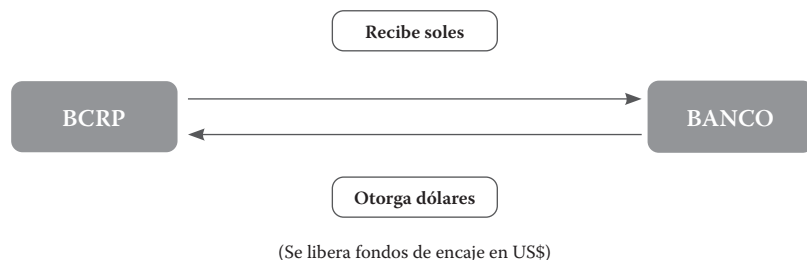 Recibe soles
BCRP
BANCO
Otorga dólares
(Se libera fondos de encaje en US$)